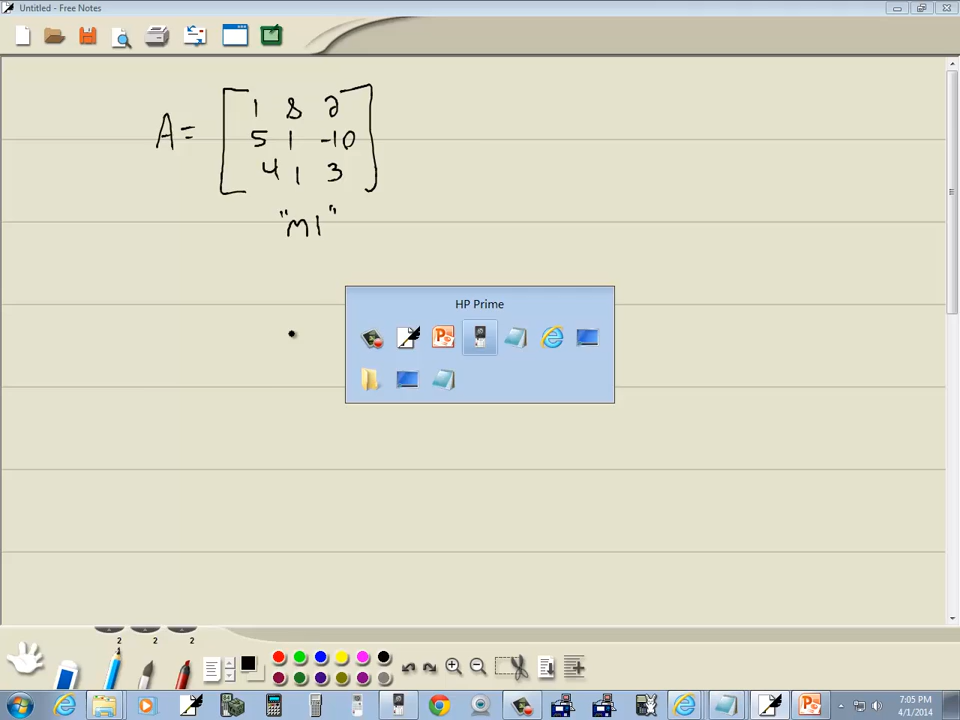 Untitled - Free Notes
A = 1 8 2
5 1 -10
4 1 3
"M1"
HP Prime
2 2 2
7:05 PM
4/1/2014